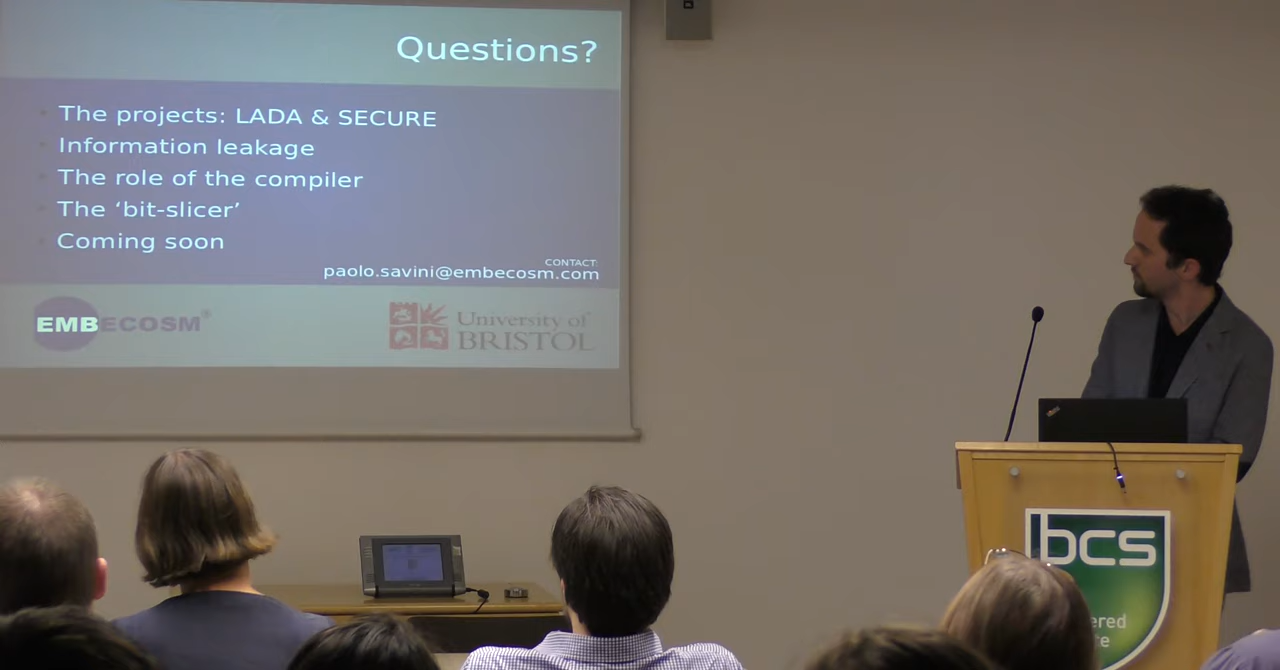 Questions?
The projects: LADA & SECURE
Information leakage
The role of the compiler
The ‘bit-slicer’
Coming soon
CONTACT:
paolo.savini@embecosm.com
EMBECOSM®
University of
BRISTOL
bcs